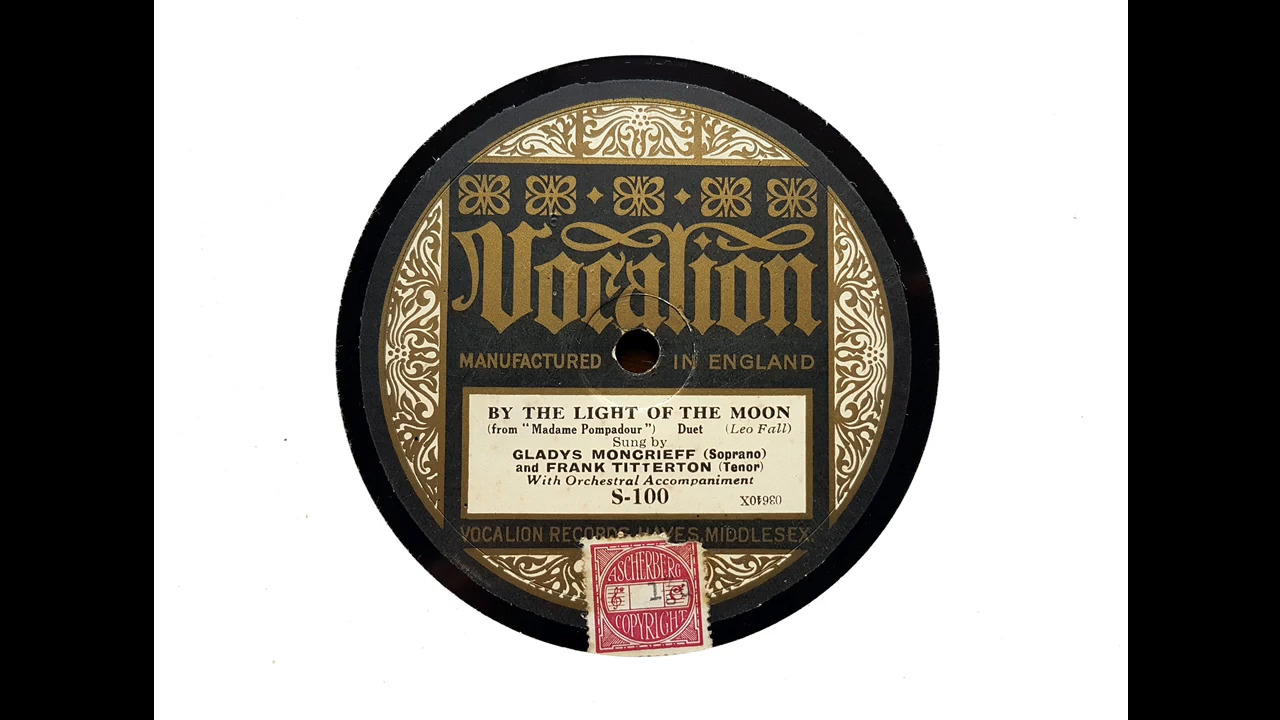 Vocalion
MANUFACTURED IN ENGLAND
BY THE LIGHT OF THE MOON
(from "Madame Pompadour") Duet (Leo Fall)
Sung by
GLADYS MONCRIEFF (Soprano)
and FRANK TITTERTON (Tenor)
With Orchestral Accompaniment
S-100
VOCALION RECORDS, HAYES, MIDDLESEX.
ASCHERBERG
COPYRIGHT